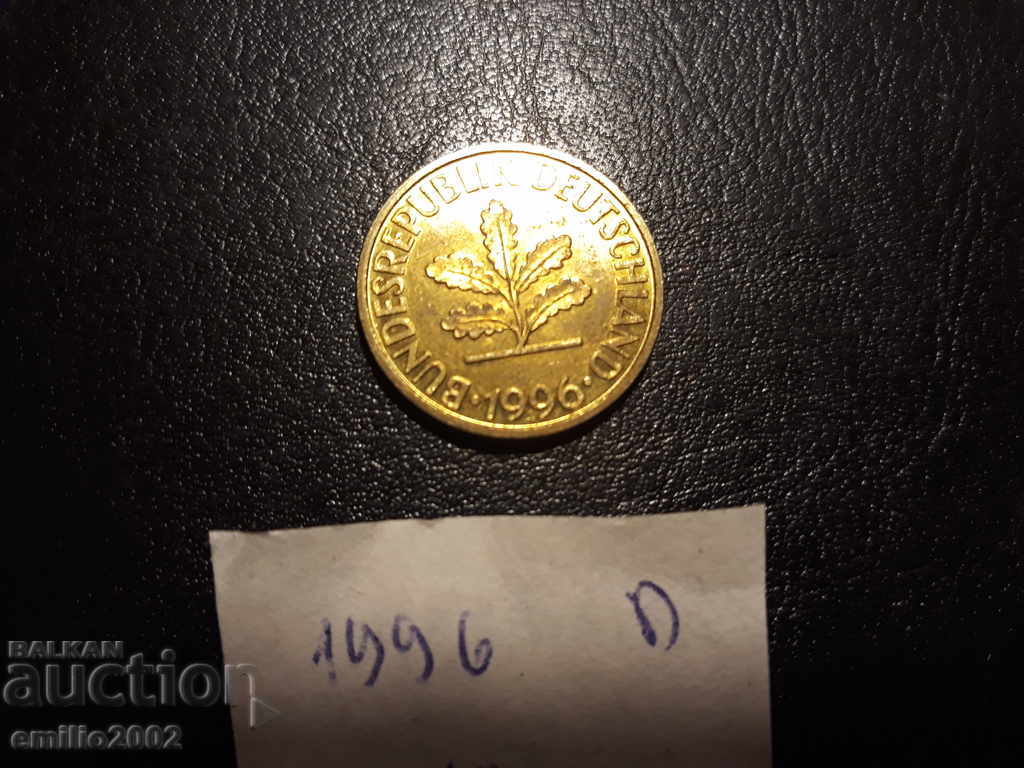 BUNDESREPUBLIK DEUTSCHLAND
· 1996 ·
1996 D
BALKAN
auction
emilio2002